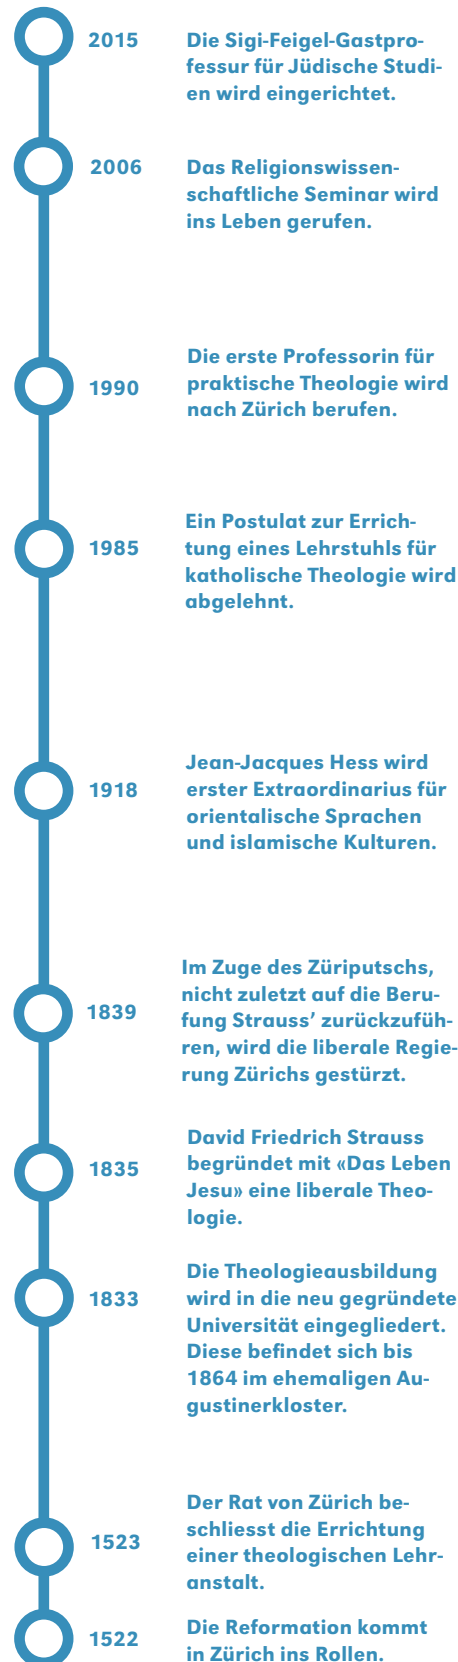 2015
Die Sigi-Feigel-Gastpro-
fessur für Jüdische Studi-
en wird eingerichtet.
2006
Das Religionswissen-
schaftliche Seminar wird
ins Leben gerufen.
1990
Die erste Professorin für
praktische Theologie wird
nach Zürich berufen.
1985
Ein Postulat zur Errich-
tung eines Lehrstuhls für
katholische Theologie wird
abgelehnt.
1918
Jean-Jacques Hess wird
erster Extraordinarius für
orientalische Sprachen
und islamische Kulturen.
1839
Im Zuge des Züriputschs,
nicht zuletzt auf die Beru-
fung Strauss’ zurückzufüh-
ren, wird die liberale Regie-
rung Zürichs gestürzt.
1835
David Friedrich Strauss
begründet mit «Das Leben
Jesu» eine liberale Theo-
logie.
1833
Die Theologieausbildung
wird in die neu gegründete
Universität eingegliedert.
Diese befindet sich bis
1864 im ehemaligen Au-
gustinerkloster.
1523
Der Rat von Zürich be-
schliesst die Errichtung
einer theologischen Lehr-
anstalt.
1522
Die Reformation kommt
in Zürich ins Rollen.